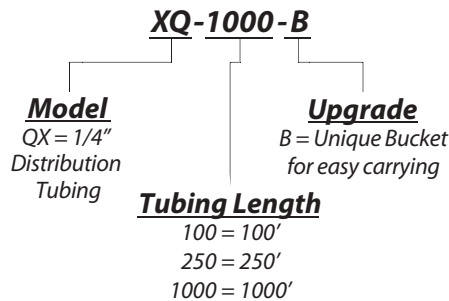 XQ-1000-B
Model
QX = 1/4"
Distribution
Tubing
Upgrade
B = Unique Bucket
for easy carrying
Tubing Length
100 = 100'
250 = 250'
1000 = 1000'